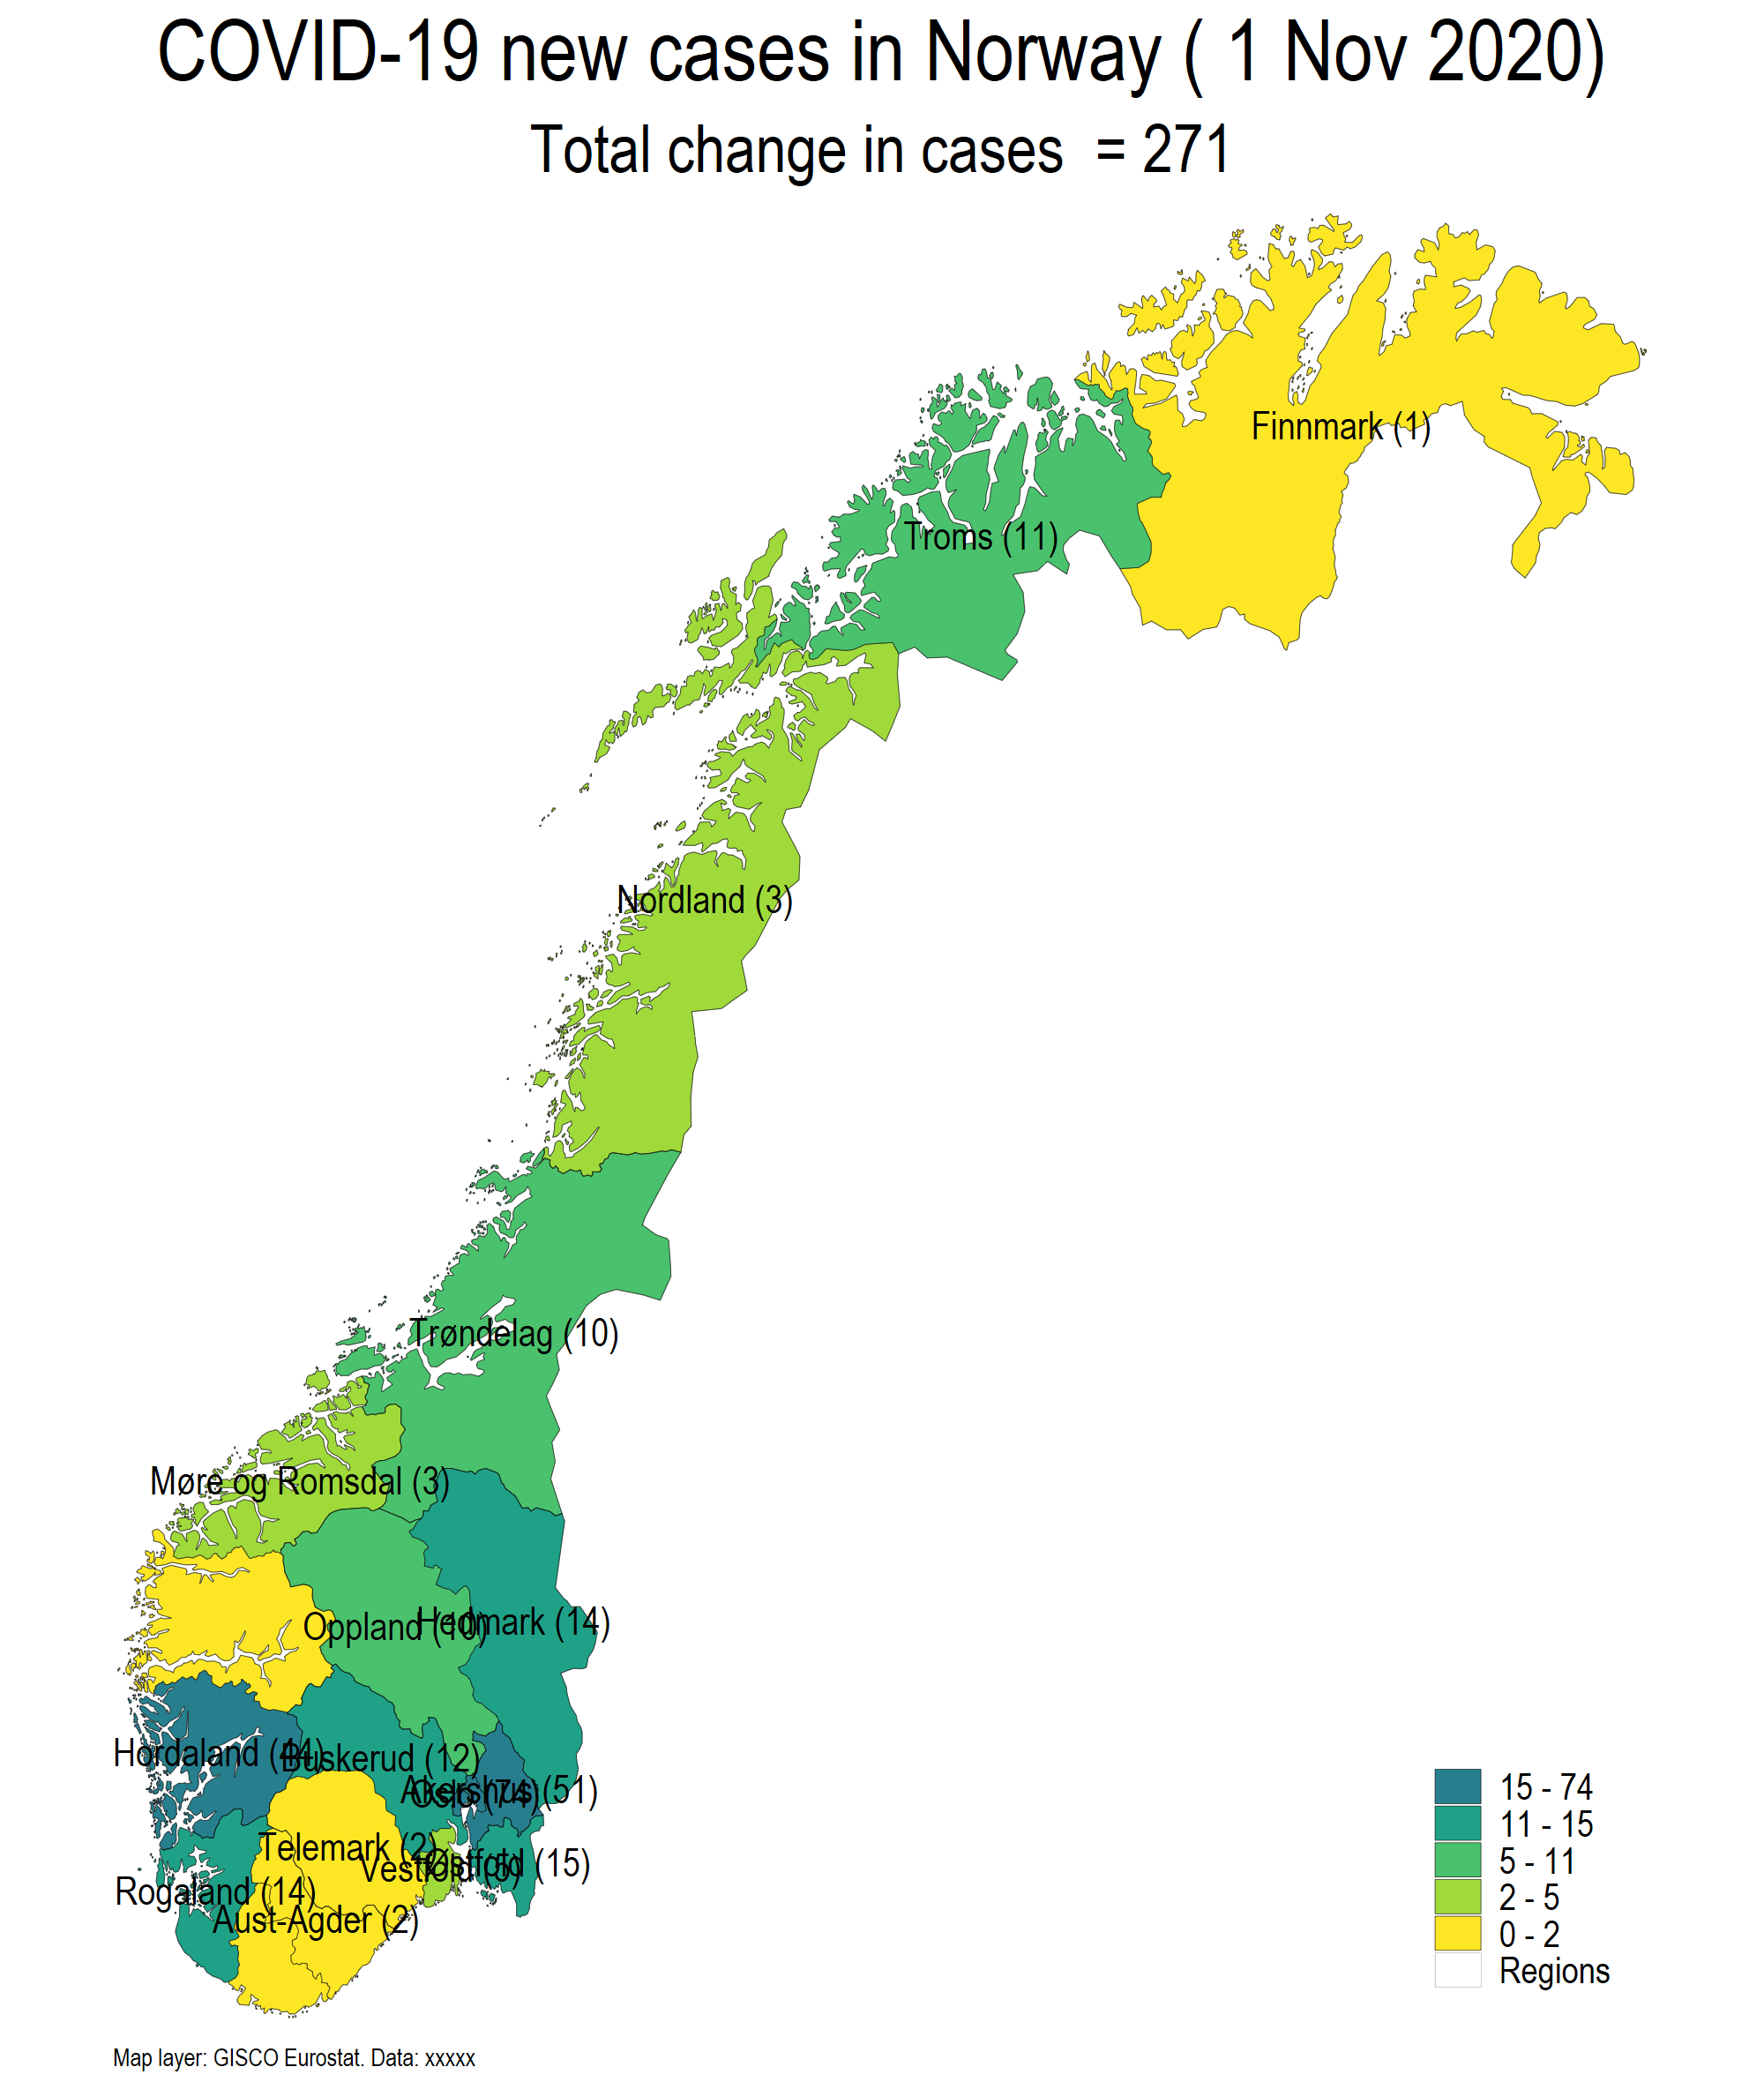 COVID-19 new cases in Norway ( 1 Nov 2020)
Total change in cases  = 271
Finnmark (1)
Troms (11)
Nordland (3)
Trøndelag (10)
Møre og Romsdal (3)
Oppland (10)
Hedmark (14)
Hordaland (44)
Buskerud (12)
Akershus (51)
Oslo (74)
Telemark (2)
Vestfold (5)
Østfold (15)
Rogaland (14)
Aust-Agder (2)
15 - 74
11 - 15
5 - 11
2 - 5
0 - 2
Regions
Map layer: GISCO Eurostat. Data: xxxxx